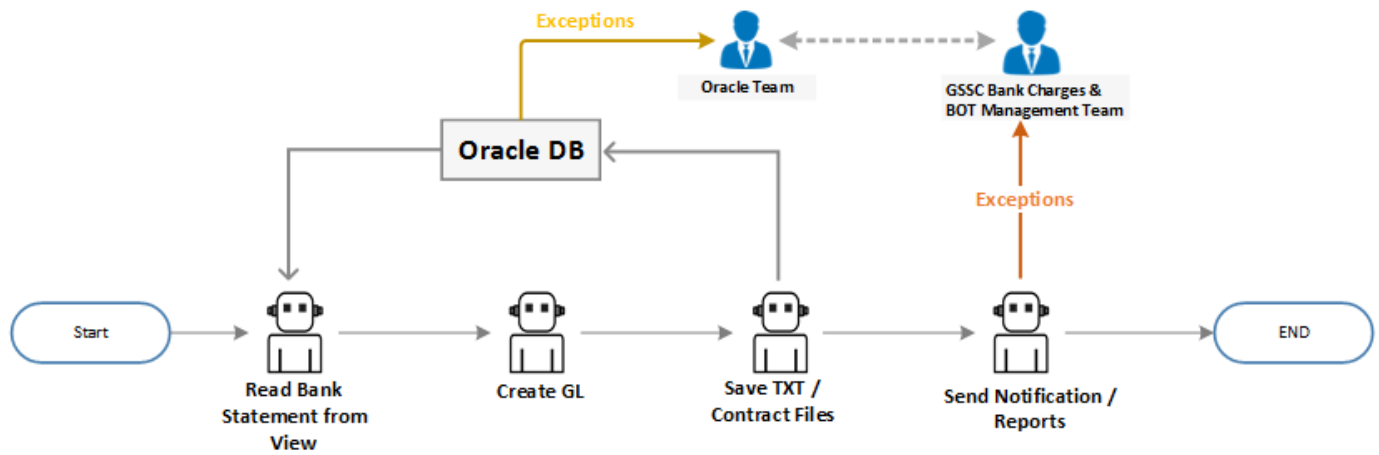 Exceptions
Oracle Team
GSSC Bank Charges &
BOT Management Team
Oracle DB
Exceptions
Start
END
Read Bank
Statement from
View
Create GL
Save TXT /
Contract Files
Send Notification /
Reports